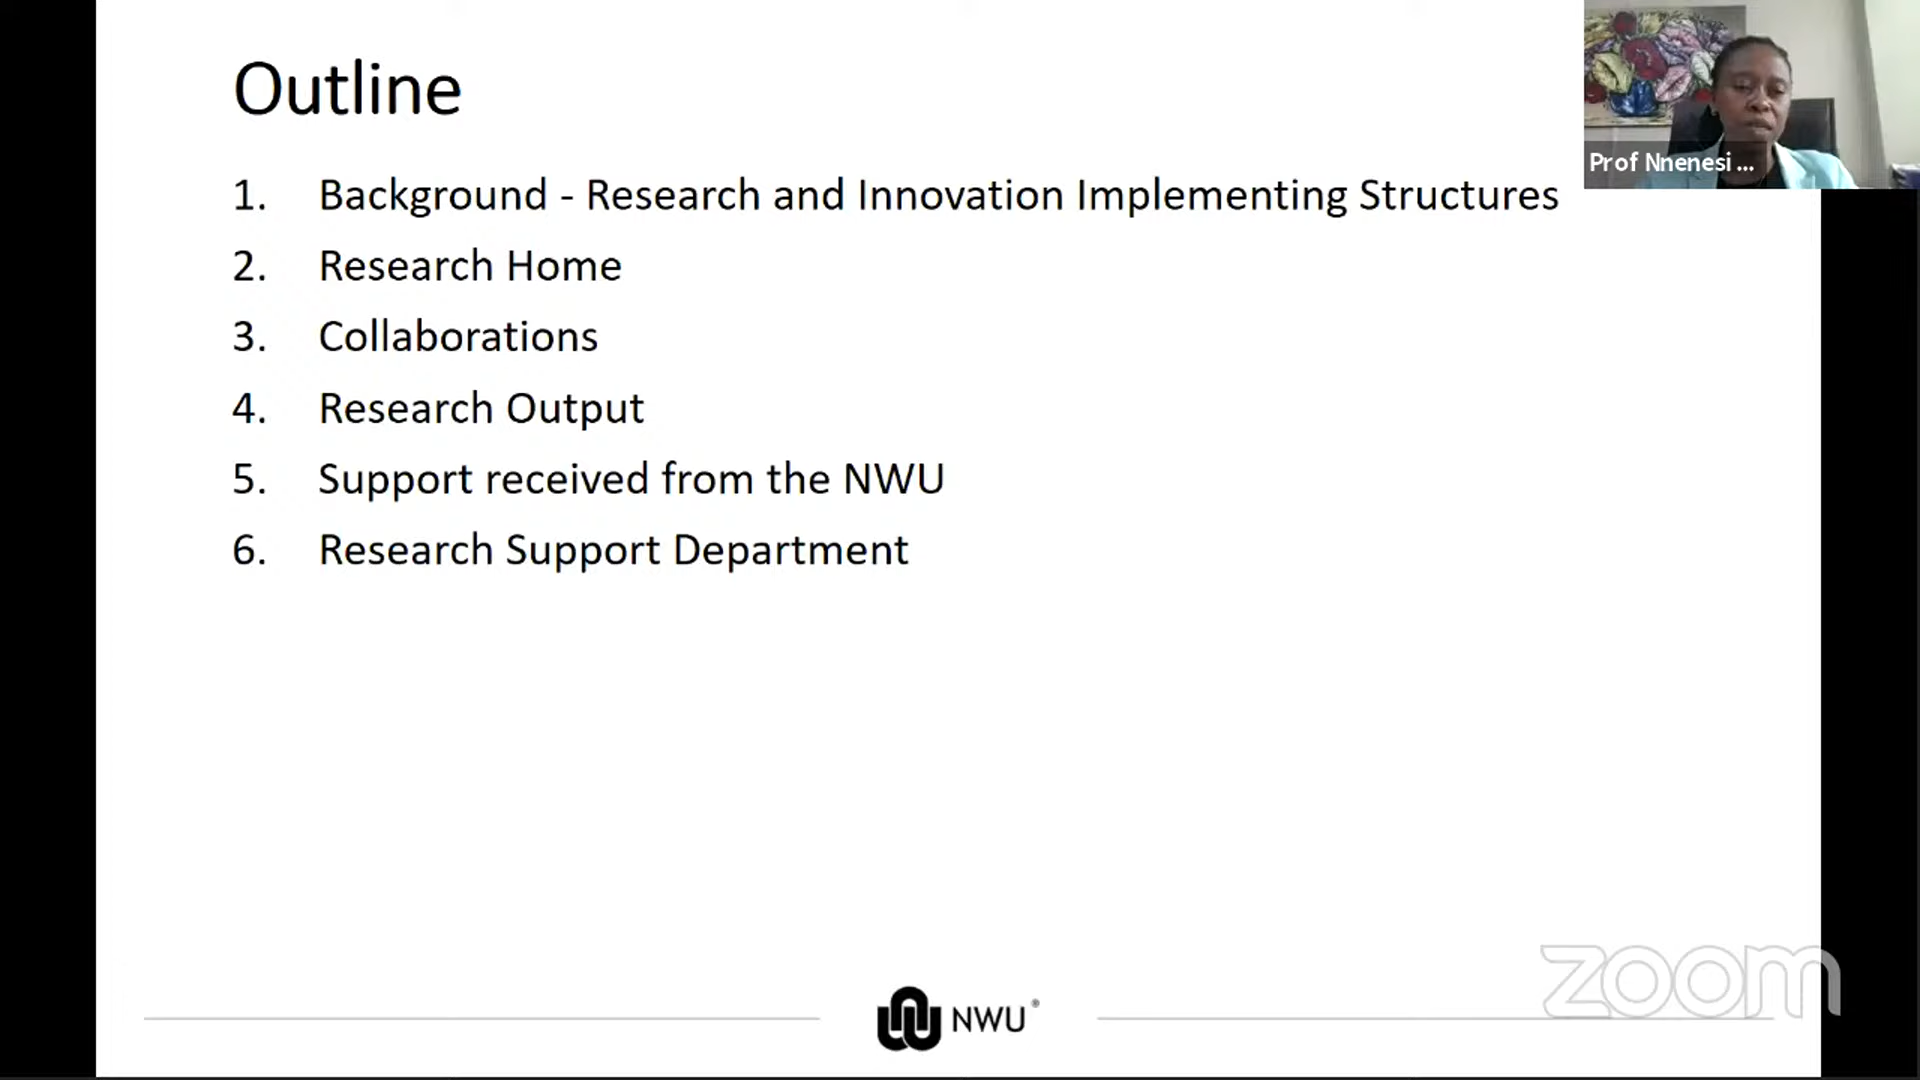 Outline
1. Background - Research and Innovation Implementing Structures
2. Research Home
3. Collaborations
4. Research Output
5. Support received from the NWU
6. Research Support Department
Prof Nnenesi ...
zoom
NWU®